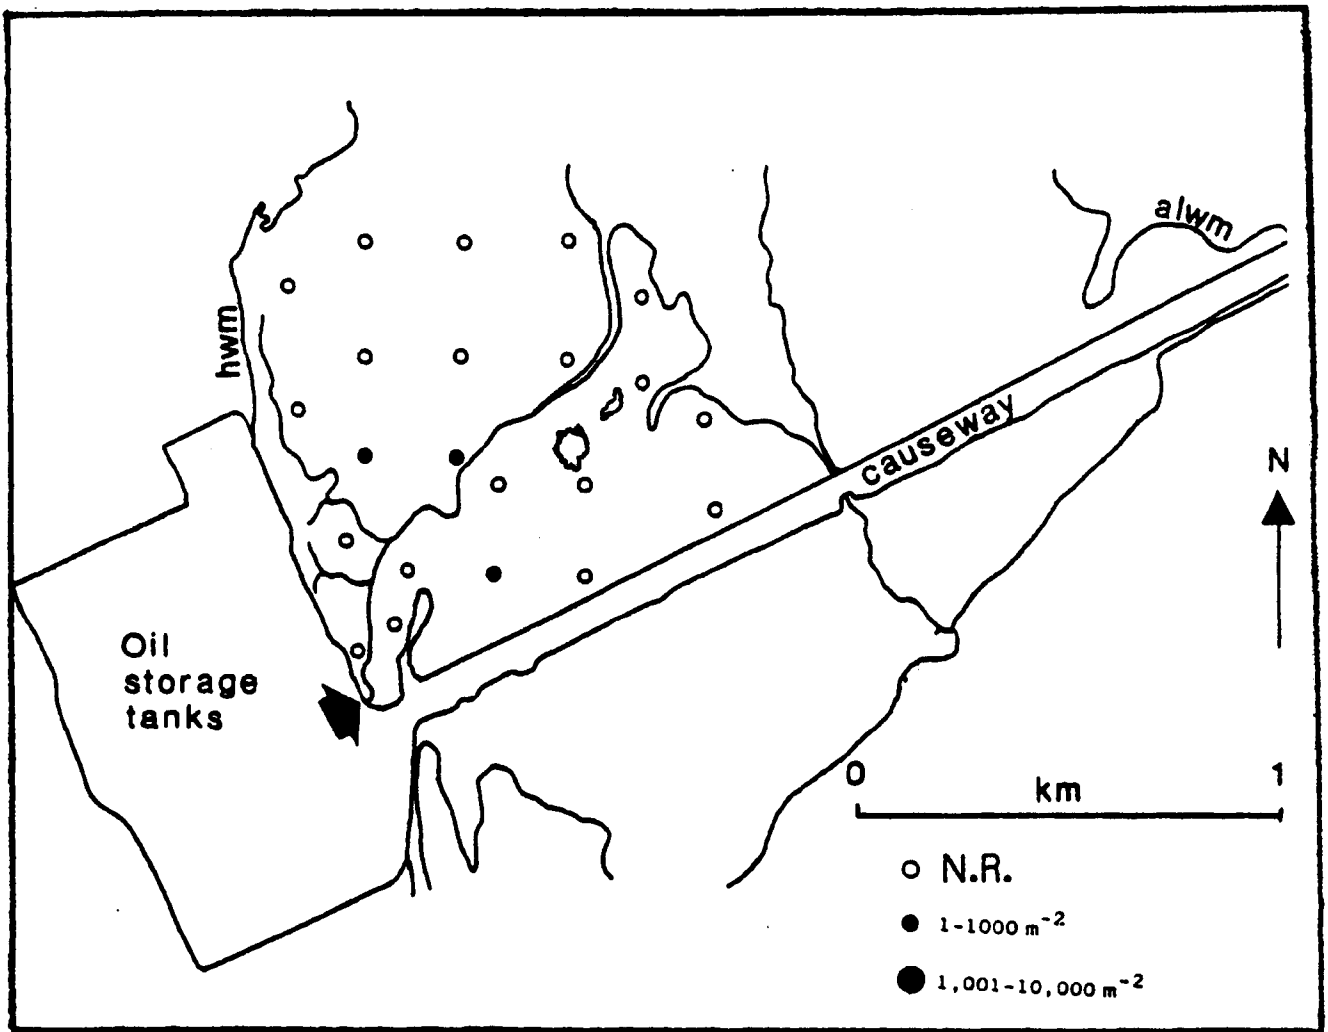 alwm
hwm
causeway
N
Oil
storage
tanks
0 1
km
N.R.
1-1000 m⁻²
1,001-10,000 m⁻²